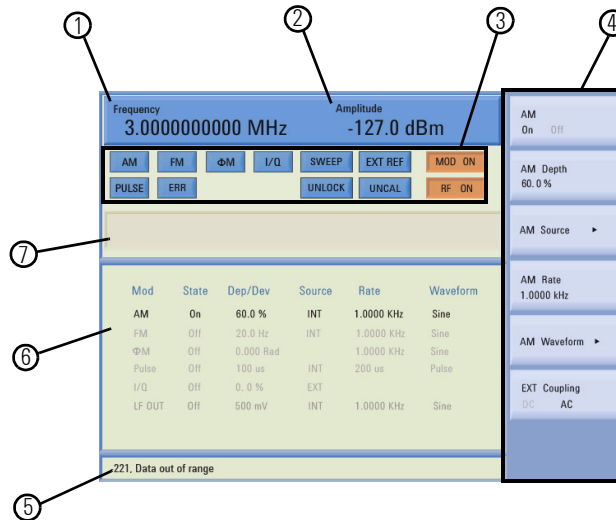 1
2
3
4
Frequency
3.0000000000 MHz
Amplitude
-127.0 dBm
AM FM ΦM I/Q SWEEP EXT REF MOD ON
PULSE ERR UNLOCK UNCAL RF ON
7
Mod State Dep/Dev Source Rate Waveform
AM On 60.0 % INT 1.0000 KHz Sine
FM Off 20.0 Hz INT 1.0000 KHz Sine
ΦM Off 0.000 Rad 1.0000 KHz Sine
Pulse Off 100 us INT 200 us Pulse
I/Q Off 0. 0 % EXT
LF OUT Off 500 mV INT 1.0000 KHz Sine
6
221, Data out of range
5
AM
On Off
AM Depth
60. 0 %
AM Source ►
AM Rate
1.0000 kHz
AM Waveform ►
EXT Coupling
DC AC